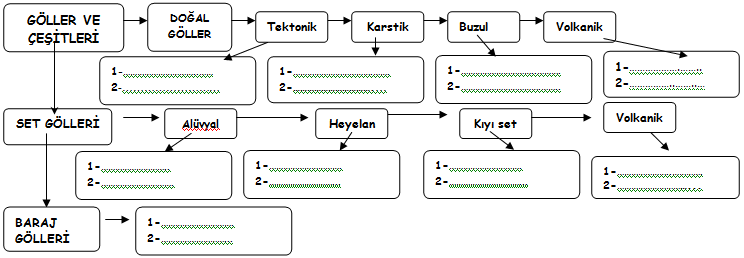 GÖLLER VE
ÇEŞİTLERİ
DOĞAL
GÖLLER
Tektonik
Karstik
Buzul
Volkanik
1-........................
2-........................
1-........................
2-........................
1-........................
2-........................
1-........................
2-........................
SET GÖLLERİ
Alüvyal
Heyelan
Kıyı set
Volkanik
1-........................
2-........................
1-........................
2-........................
1-........................
2-........................
1-........................
2-........................
BARAJ
GÖLLERİ
1-........................
2-........................